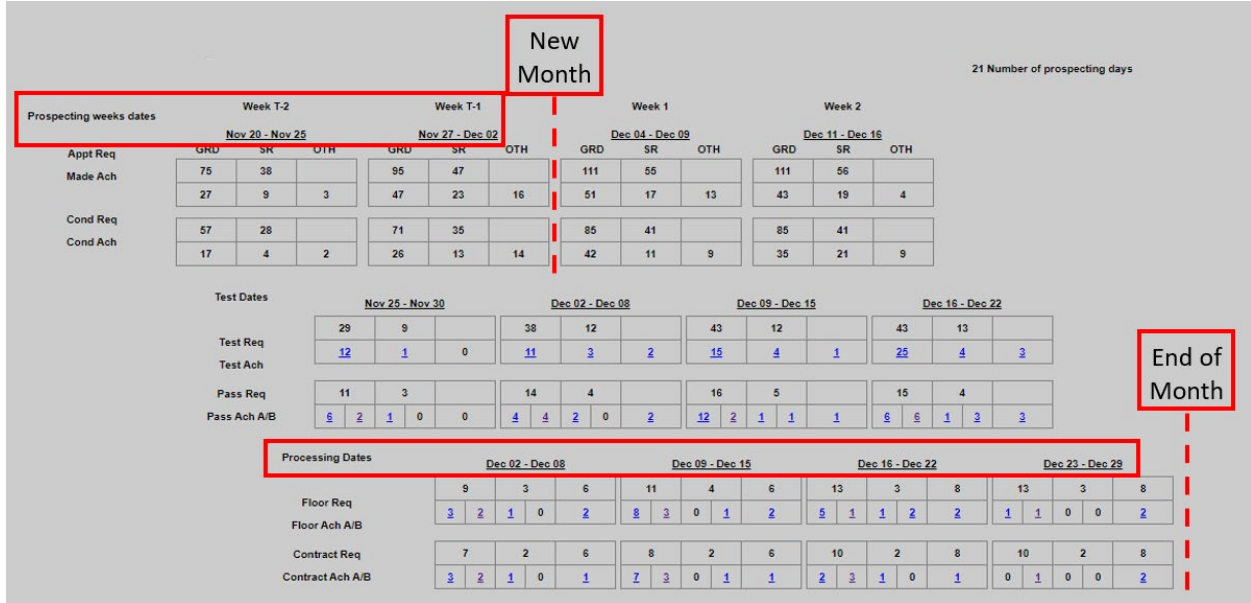 New
Month
21 Number of prospecting days
Prospecting weeks dates Week T-2 Week T-1 Week 1 Week 2
Nov 20 - Nov 25 Nov 27 - Dec 02 Dec 04 - Dec 09 Dec 11 - Dec 16
GRD SR OTH GRD SR OTH GRD SR OTH GRD SR OTH
Appt Req 75 38 95 47 111 55 111 56
Made Ach 27 9 3 47 23 16 51 17 13 43 19 4
Cond Req 57 28 71 35 85 41 85 41
Cond Ach 17 4 2 26 13 14 42 11 9 35 21 9
Test Dates Nov 25 - Nov 30 Dec 02 - Dec 08 Dec 09 - Dec 15 Dec 16 - Dec 22
Test Req 29 9 38 12 43 12 43 13
Test Ach 12 1 0 11 3 2 15 4 1 25 4 3
Pass Req 11 3 14 4 16 5 15 4
Pass Ach A/B 6 2 1 0 0 4 4 2 0 2 12 2 1 1 1 6 6 1 3 3
End of
Month
Processing Dates Dec 02 - Dec 08 Dec 09 - Dec 15 Dec 16 - Dec 22 Dec 23 - Dec 29
Floor Req 9 3 6 11 4 6 13 3 8 13 3 8
Floor Ach A/B 3 2 1 0 2 8 3 0 1 2 5 1 1 2 2 1 1 0 0 2
Contract Req 7 2 6 8 2 6 10 2 8 10 2 8
Contract Ach A/B 3 2 1 0 1 7 3 0 1 1 2 3 1 0 1 0 1 0 0 2